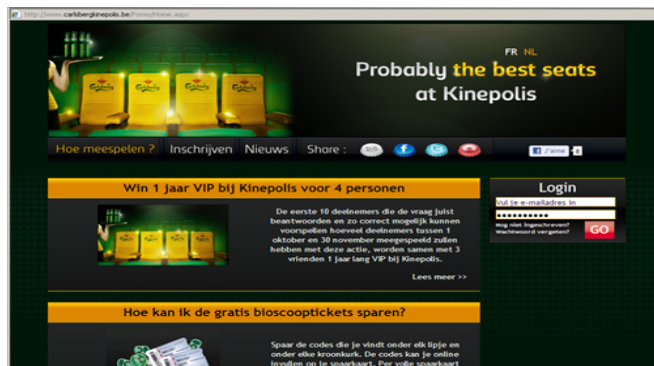 http://www.carlsbergkinepolis.be/Forms/Home.aspx
FR NL
Probably the best seats
at Kinepolis
Carlsberg Carlsberg Carlsberg Carlsberg
Hoe meespelen ? Inschrijven Nieuws Share :
J'aime
Win 1 jaar VIP bij Kinepolis voor 4 personen
De eerste 10 deelnemers die de vraag juist
beantwoorden en zo correct mogelijk kunnen
voorspellen hoeveel deelnemers tussen 1
oktober en 30 november meegespeeld zullen
hebben met deze actie, worden samen met 3
vrienden 1 jaar lang VIP bij Kinepolis.
Lees meer >>
Login
Vul je e-mailadres in
Nog niet ingeschreven?
Wachtwoord vergeten?
GO
Hoe kan ik de gratis bioscooptickets sparen?
Spaar de codes die je vindt onder elk lipje en
onder elke kroonkurk. De codes kan je online
invullen op je spaarkaart. Per volle spaarkaart